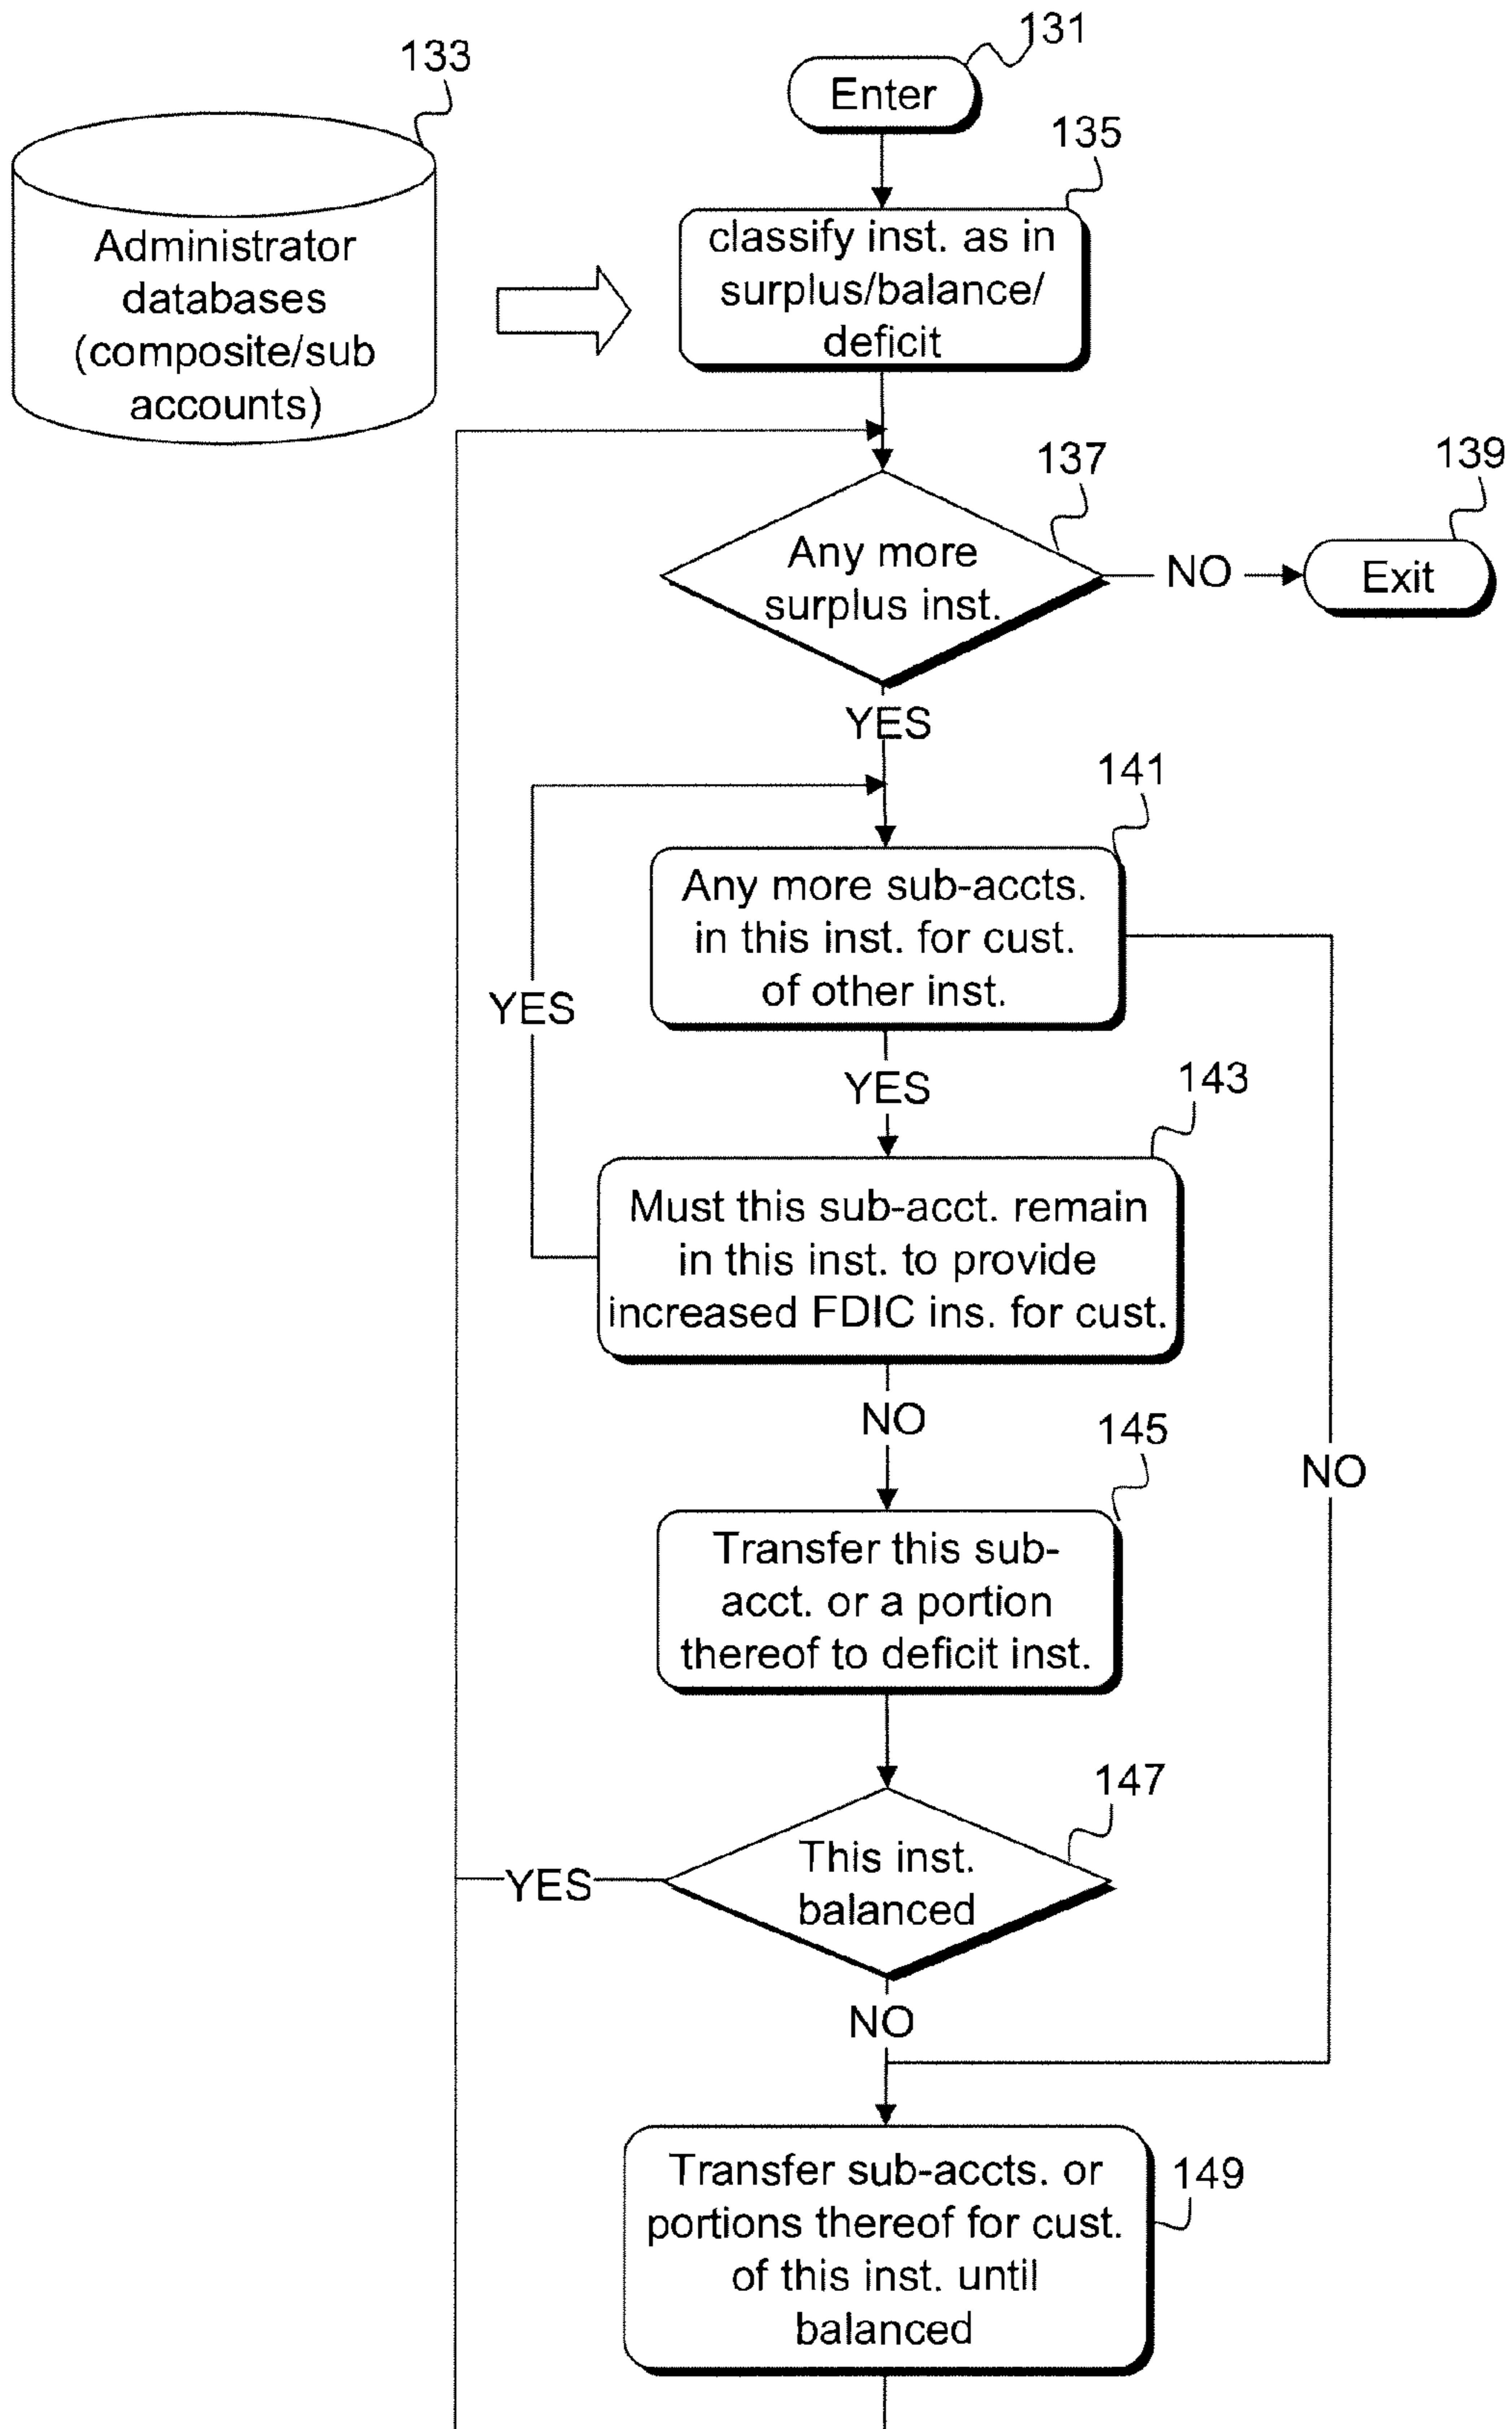 131
Enter
133
135
Administrator
databases
(composite/sub
accounts)
classify inst. as in
surplus/balance/
deficit
137
139
Any more
surplus inst.
NO
Exit
YES
141
Any more sub-accts.
in this inst. for cust.
of other inst.
YES
YES
143
Must this sub-acct. remain
in this inst. to provide
increased FDIC ins. for cust.
NO
145
NO
Transfer this sub-
acct. or a portion
thereof to deficit inst.
147
This inst.
balanced
YES
NO
Transfer sub-accts. or
portions thereof for cust.
of this inst. until
balanced
149